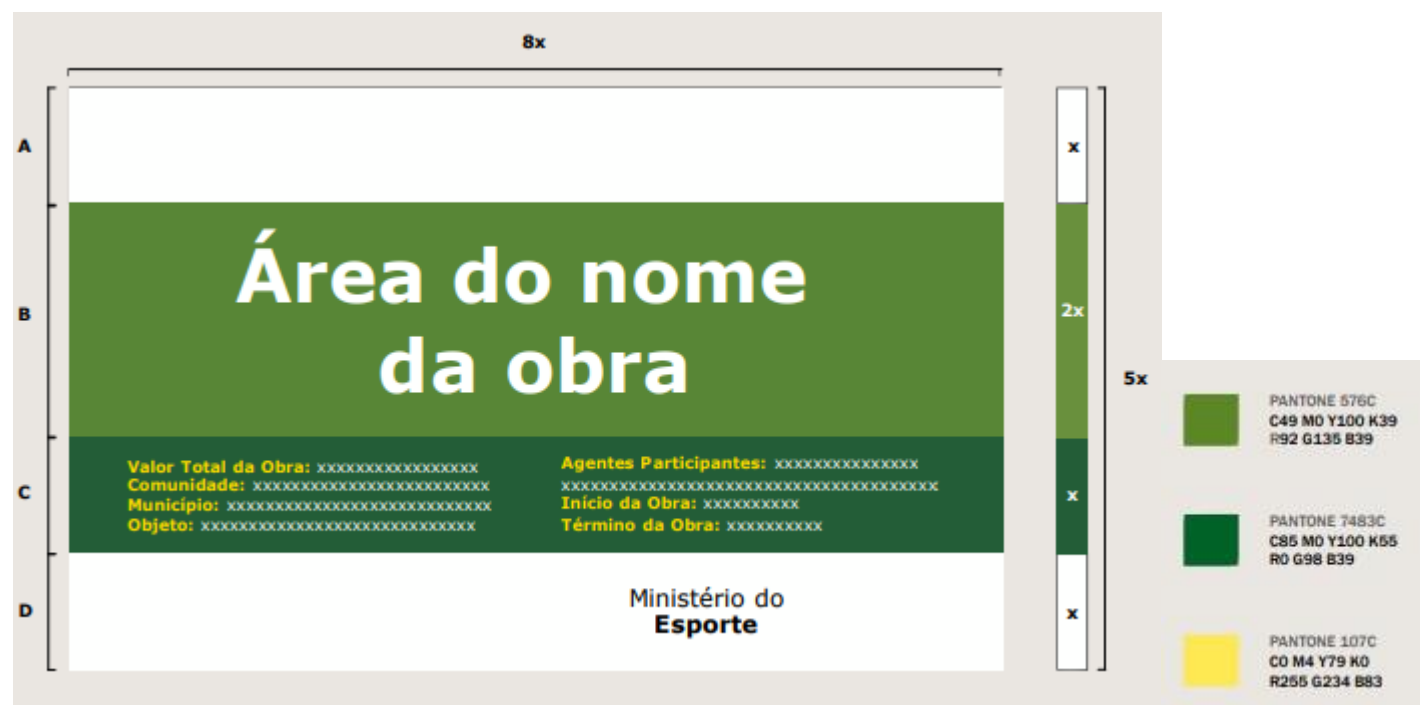 8x
A
x
Área do nome
da obra
B
2x
5x
Valor Total da Obra: xxxxxxxxxxxxxxxxx
Comunidade: xxxxxxxxxxxxxxxxxxxxxxxxx
Município: xxxxxxxxxxxxxxxxxxxxxxxxxxxx
Objeto: xxxxxxxxxxxxxxxxxxxxxxxxxxxxx
Agentes Participantes: xxxxxxxxxxxxxxx
xxxxxxxxxxxxxxxxxxxxxxxxxxxxxxxxxxxxxxxx
Início da Obra: xxxxxxxxxx
Término da Obra: xxxxxxxxxx
C
x
Ministério do
Esporte
D
x
PANTONE 576C
C49 M0 Y100 K39
R92 G135 B39
PANTONE 7483C
C85 M0 Y100 K55
R0 G98 B39
PANTONE 107C
C0 M4 Y79 K0
R255 G234 B83